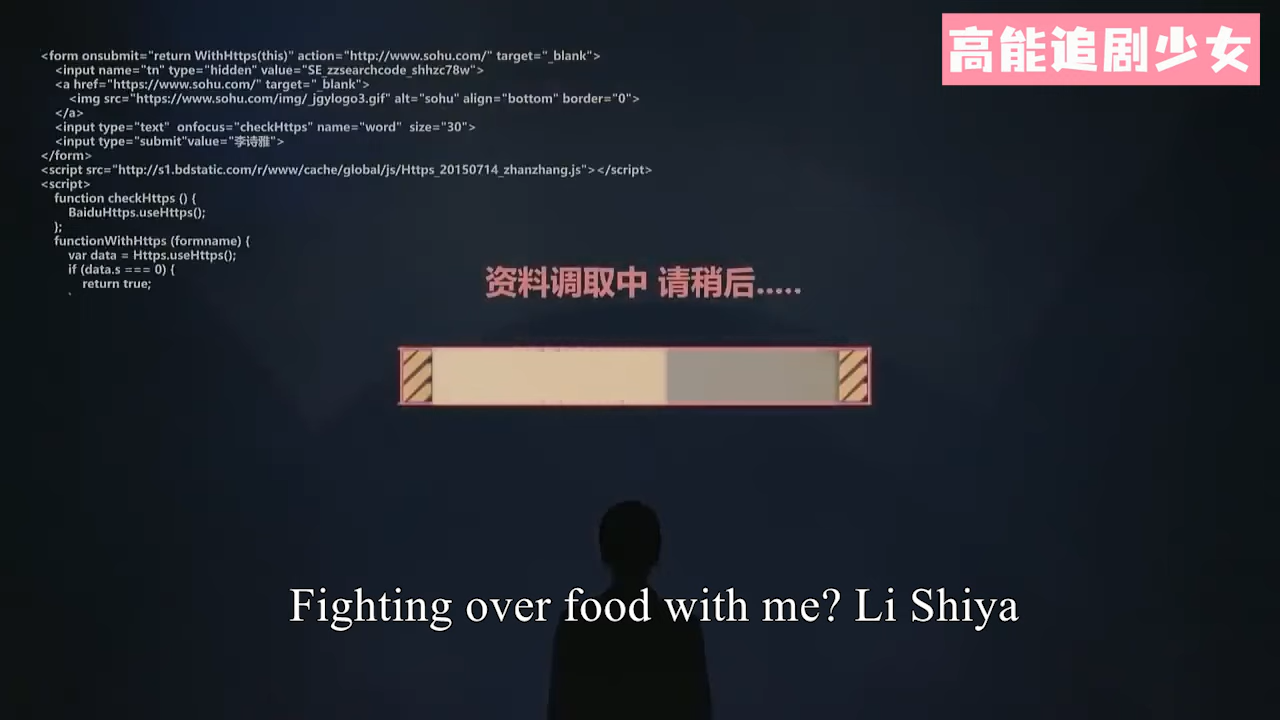 高能追剧少女
<form onsubmit="return WithHttps(this)" action="http://www.sohu.com/" target="_blank">
<input name="tn" type="hidden" value="SE_zzsearchcode_shhzc78w">
<a href="https://www.sohu.com/" target="_blank">
<img src="https://www.sohu.com/img/_jgylogo3.gif" alt="sohu" align="bottom" border="0">
</a>
<input type="text"  onfocus="checkHttps" name="word"  size="30">
<input type="submit"value="李诗雅">
</form>
<script src="http://s1.bdstatic.com/r/www/cache/global/js/Https_20150714_zhanzhang.js"></script>
<script>
function checkHttps () {
BaiduHttps.useHttps();
};
functionWithHttps (formname) {
var data = Https.useHttps();
if (data.s === 0) {
return true;
资料调取中 请稍后.....
Fighting over food with me? Li Shiya